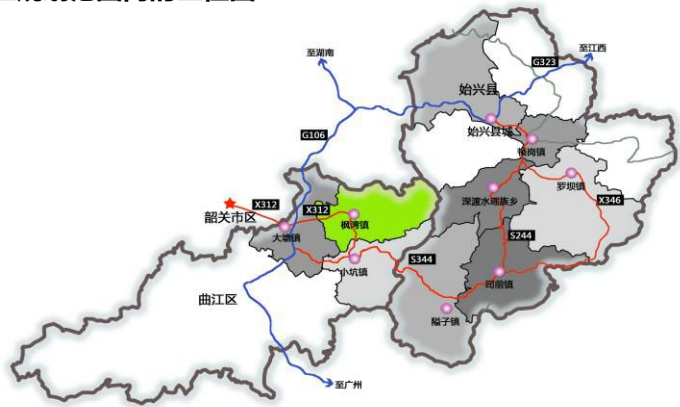 至湖南
至江西
G323
始兴县
始兴县城
G106
顿岗镇
罗坝镇
X312
X312
深渡水瑶族乡
X346
韶关市区
枫湾镇
大塘镇
S244
小坑镇
S344
司前镇
曲江区
隘子镇
至广州